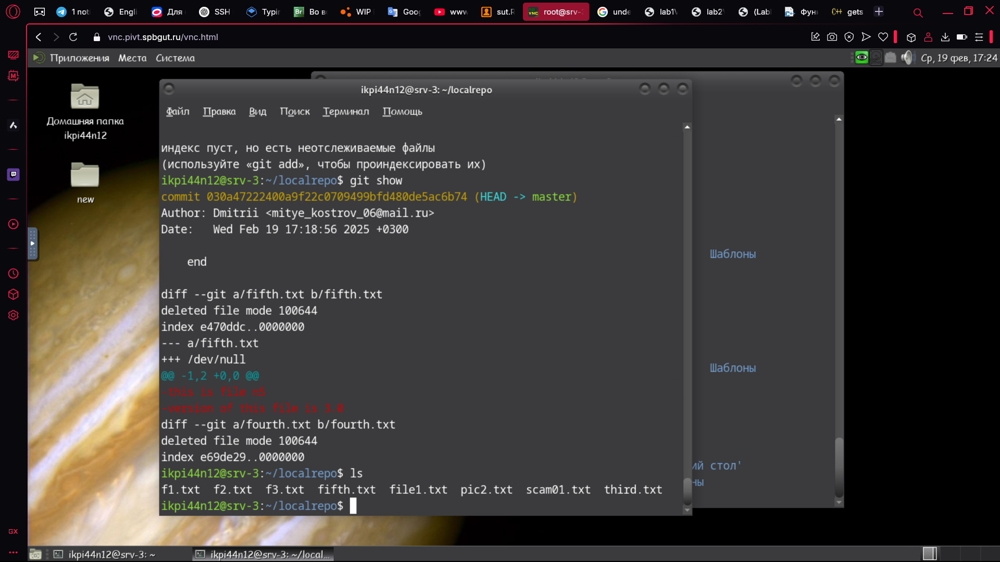 1 noti
Engli
Для
SSH
Typir
Br
Во в
WIP
Goog
www
sut.R
VNC
root@srv-3
unde
lab1\
lab2\
(Labl
Функ
C++
gets
vnc.pivt.spbgut.ru/vnc.html
Приложения Места Система
Ср, 19 фев, 17:24
M
Домашняя папка
ikpi44n12
new
ikpi44n12@srv-3: ~/localrepo
Файл Правка Вид Поиск Терминал Помощь
индекс пуст, но есть неотслеживаемые файлы
(используйте «git add», чтобы проиндексировать их)
ikpi44n12@srv-3:~/localrepo$ git show
commit 030a47222400a9f22c0709499bfd480de5ac6b74 (HEAD -> master)
Author: Dmitrii <mitye_kostrov_06@mail.ru>
Date:   Wed Feb 19 17:18:56 2025 +0300
end
diff --git a/fifth.txt b/fifth.txt
deleted file mode 100644
index e470ddc..0000000
--- a/fifth.txt
+++ /dev/null
@@ -1,2 +0,0 @@
-this is file n5
-version of this file is 3.0
diff --git a/fourth.txt b/fourth.txt
deleted file mode 100644
index e69de29..0000000
ikpi44n12@srv-3:~/localrepo$ ls
f1.txt  f2.txt  f3.txt  fifth.txt  file1.txt  pic2.txt  scam01.txt  third.txt
ikpi44n12@srv-3:~/localrepo$
Шаблоны
Шаблоны
ий стол'
ны
GX
ikpi44n12@srv-3: ~
ikpi44n12@srv-3: ~/local...